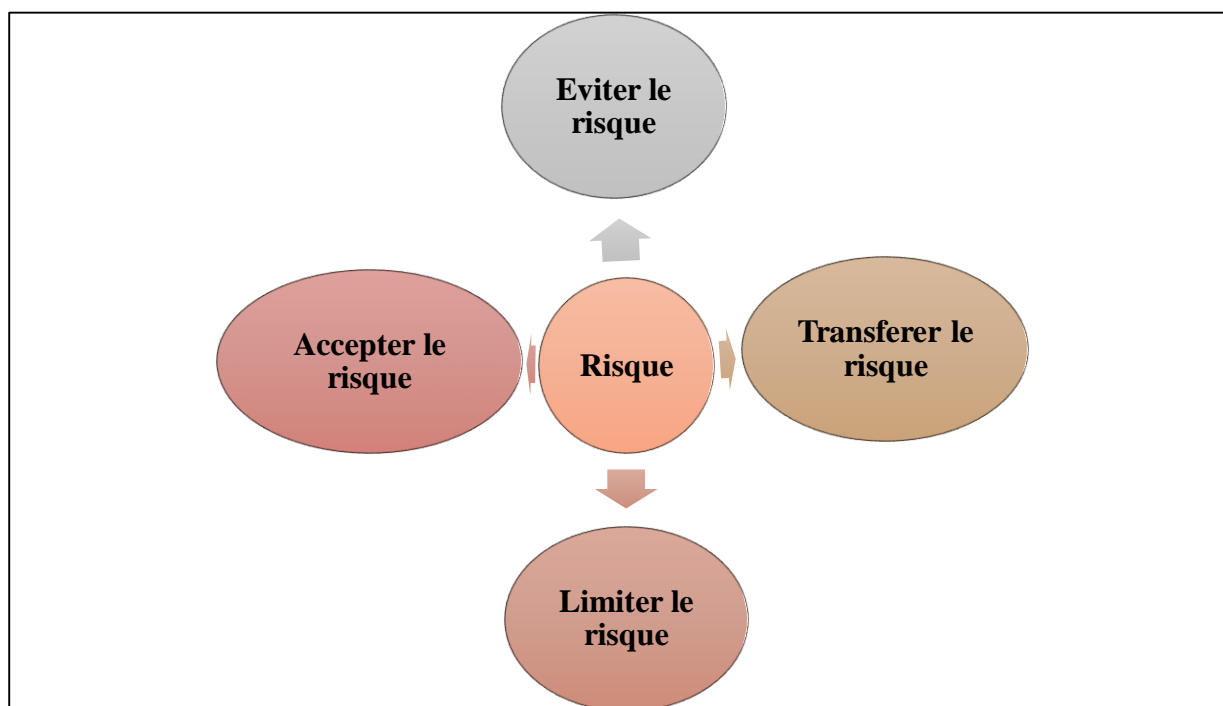 Eviter le
risque
Accepter le
risque
Risque
Transferer le
risque
Limiter le
risque